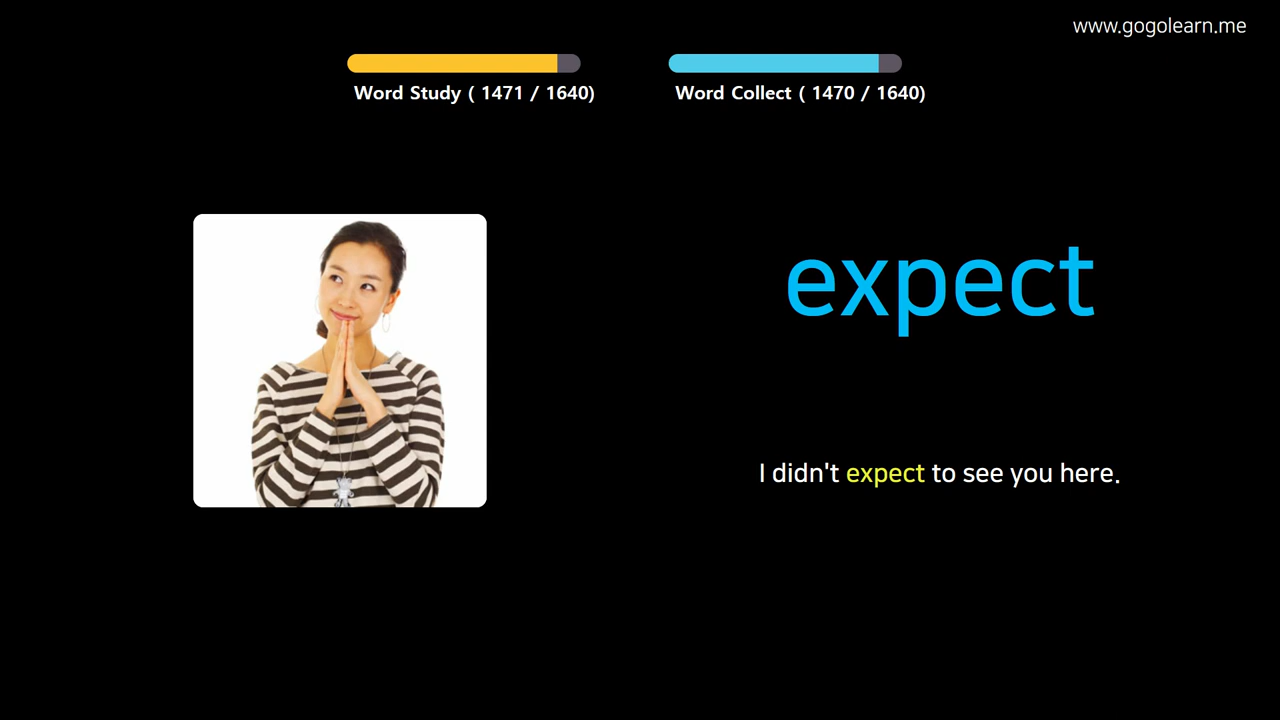 www.gogolearn.me
Word Study ( 1471 / 1640)
Word Collect ( 1470 / 1640)
expect
I didn't expect to see you here.